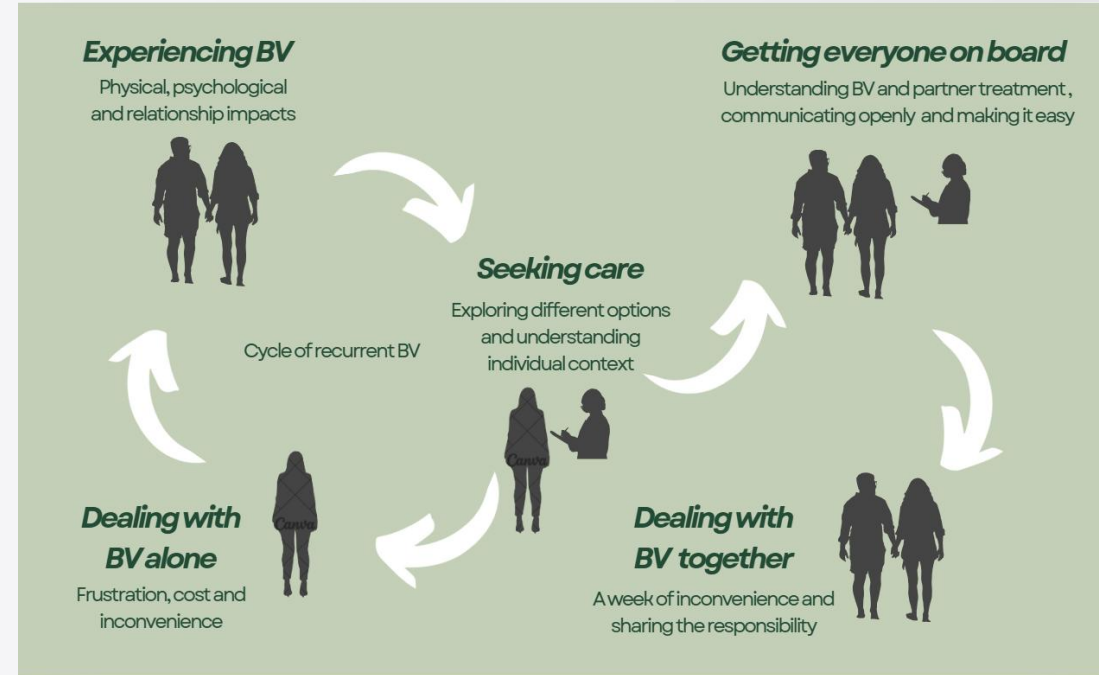 Experiencing BV
Physical, psychological
and relationship impacts
Getting everyone on board
Understanding BV and partner treatment,
communicating openly and making it easy
Seeking care
Exploring different options
and understanding
individual context
Cycle of recurrent BV
Canva
Canva
Dealing with
BV alone
Frustration, cost and
inconvenience
Dealing with
BV together
A week of inconvenience and
sharing the responsibility